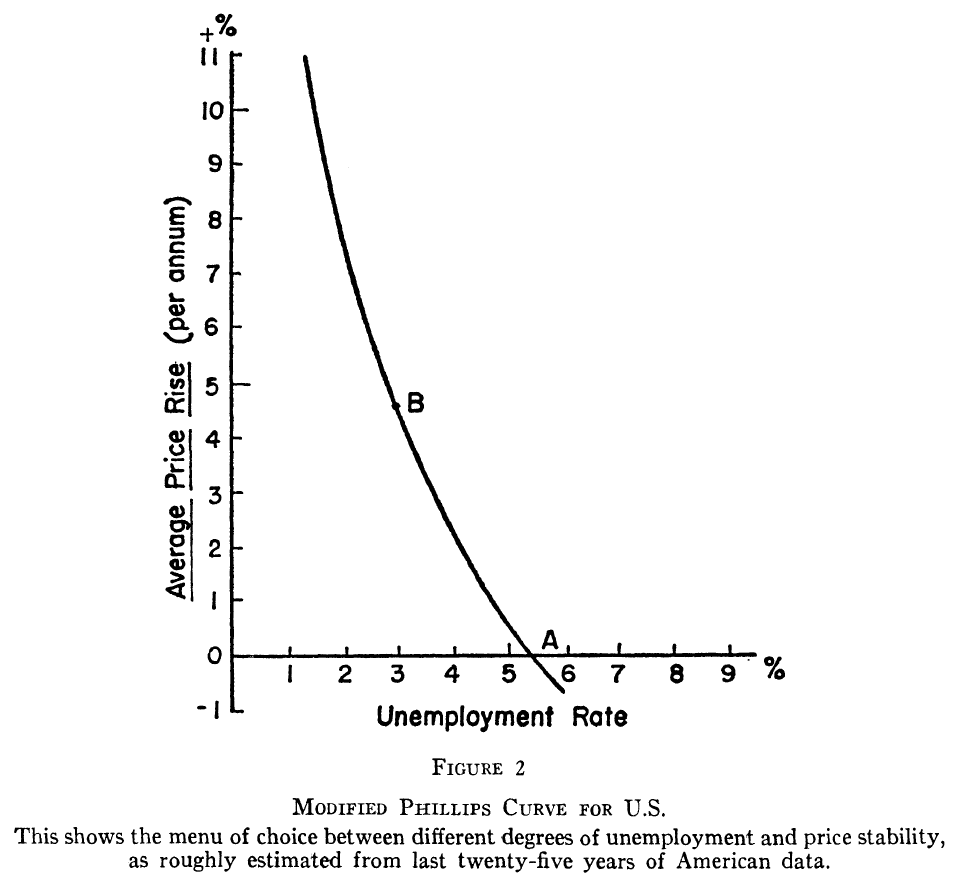 +%
11
10
9
8
7
6
5
4
3
2
1
0
-1
Average Price Rise (per annum)
B
A
1 2 3 4 5 6 7 8 9 %
Unemployment Rate
FIGURE 2
MODIFIED PHILLIPS CURVE FOR U.S.
This shows the menu of choice between different degrees of unemployment and price stability,
as roughly estimated from last twenty-five years of American data.